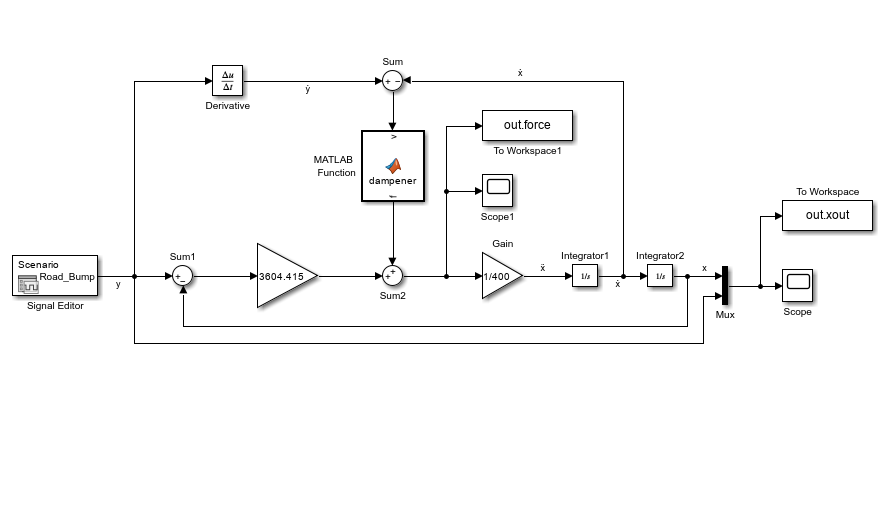 Sum
Δu
Δt
Derivative
ẏ
+ −
ẋ
out.force
To Workspace1
MATLAB
Function
dampener
Scope1
To Workspace
out.xout
Scenario
Road_Bump
Signal Editor
y
Sum1
+
−
3604.415
+
+
Sum2
Gain
1/400
ẍ
Integrator1
1/s
ẋ
Integrator2
1/s
x
Mux
Scope